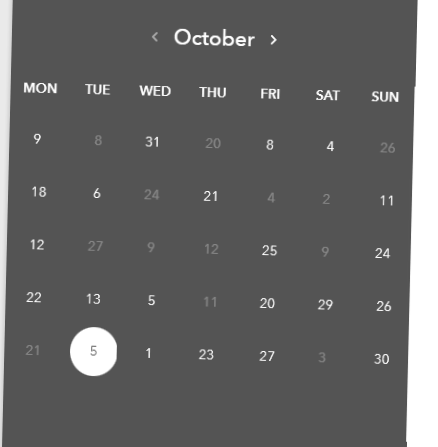 ‹ October ›
MON TUE WED THU FRI SAT SUN
9 8 31 20 8 4 26
18 6 24 21 4 2 11
12 27 9 12 25 9 24
22 13 5 11 20 29 26
21 5 1 23 27 3 30